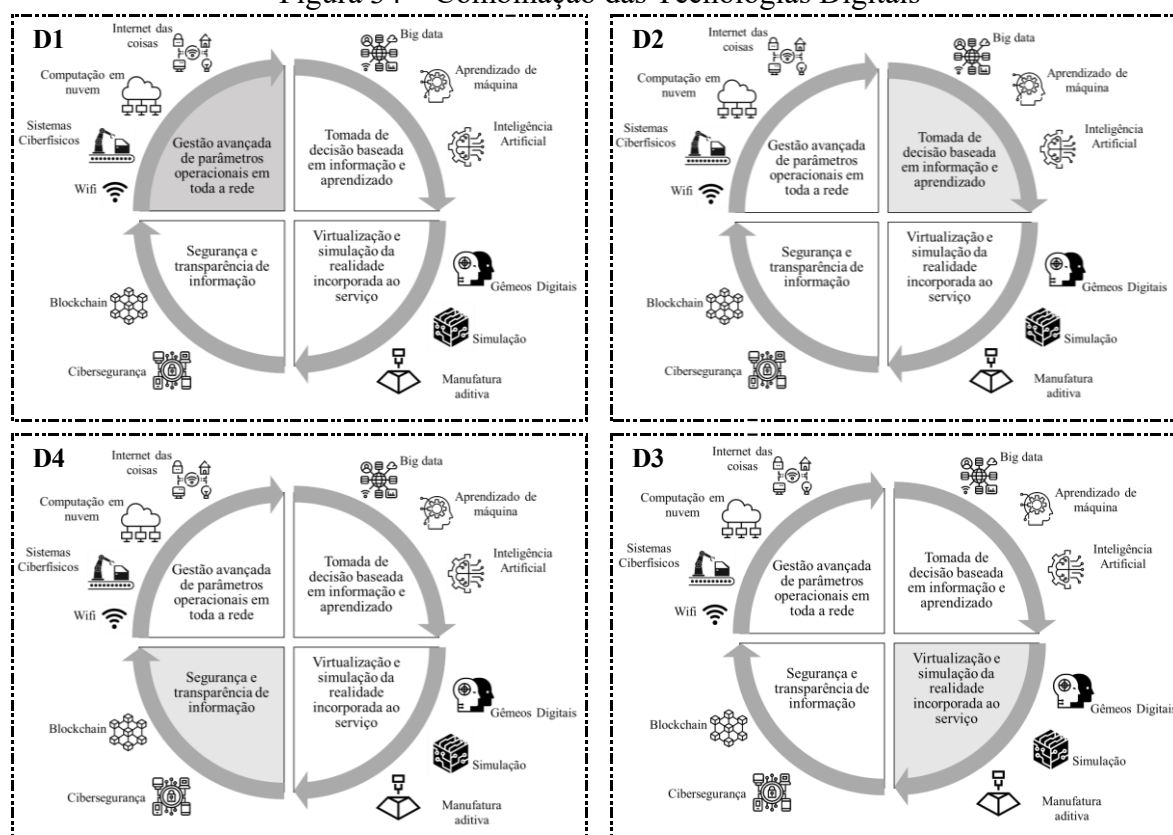 Figura 34 – Combinação das Tecnologias Digitais
D1
Internet das
coisas
Big data
Computação em
nuvem
Aprendizado de
máquina
Sistemas
Ciberfísicos
Inteligência
Artificial
Wifi
Gestão avançada
de parâmetros
operacionais em
toda a rede
Tomada de
decisão baseada
em informação e
aprendizado
Segurança e
transparência de
informação
Virtualização e
simulação da
realidade
incorporada ao
serviço
Blockchain
Gêmeos Digitais
Simulação
Cibersegurança
Manufatura
aditiva
D2
Internet das
coisas
Big data
Computação em
nuvem
Aprendizado de
máquina
Sistemas
Ciberfísicos
Inteligência
Artificial
Wifi
Gestão avançada
de parâmetros
operacionais em
toda a rede
Tomada de
decisão baseada
em informação e
aprendizado
Segurança e
transparência de
informação
Virtualização e
simulação da
realidade
incorporada ao
serviço
Blockchain
Gêmeos Digitais
Simulação
Cibersegurança
Manufatura
aditiva
D4
Internet das
coisas
Big data
Computação em
nuvem
Aprendizado de
máquina
Sistemas
Ciberfísicos
Inteligência
Artificial
Wifi
Gestão avançada
de parâmetros
operacionais em
toda a rede
Tomada de
decisão baseada
em informação e
aprendizado
Segurança e
transparência de
informação
Virtualização e
simulação da
realidade
incorporada ao
serviço
Blockchain
Gêmeos Digitais
Simulação
Cibersegurança
Manufatura
aditiva
D3
Internet das
coisas
Big data
Computação em
nuvem
Aprendizado de
máquina
Sistemas
Ciberfísicos
Inteligência
Artificial
Wifi
Gestão avançada
de parâmetros
operacionais em
toda a rede
Tomada de
decisão baseada
em informação e
aprendizado
Segurança e
transparência de
informação
Virtualização e
simulação da
realidade
incorporada ao
serviço
Blockchain
Gêmeos Digitais
Simulação
Cibersegurança
Manufatura
aditiva